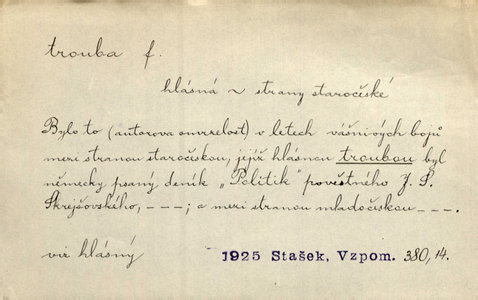 trouba f.
hlásná ~ strany staročeské
Bylo to (autorova omrzelost) v letech vášnivých bojů
mezi stranou staročeskou, jejíž hlásnou troubou byl
německy psaný deník „Politik" pověstného J. S.
Skrejšovského, - - -; a mezi stranou mladočeskou - - -.
viz hlásný
1925 Stašek, Vzpom. 380,14.